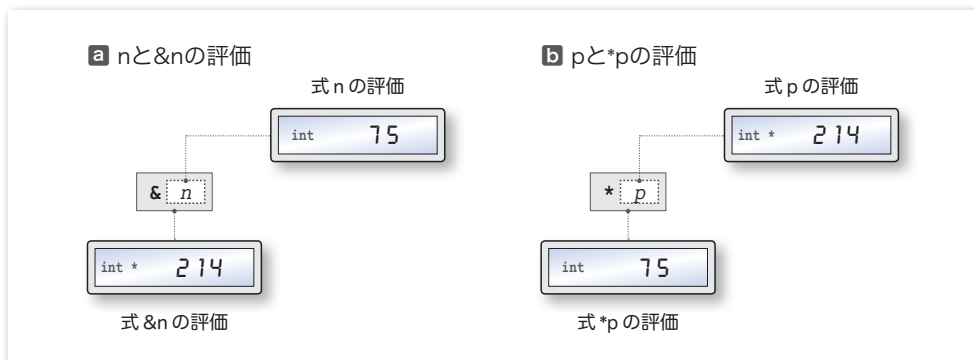 a nと&nの評価
式 n の評価
int 75
& n
int * 214
式 &n の評価
b pと*pの評価
式 p の評価
int * 214
* p
int 75
式 *p の評価